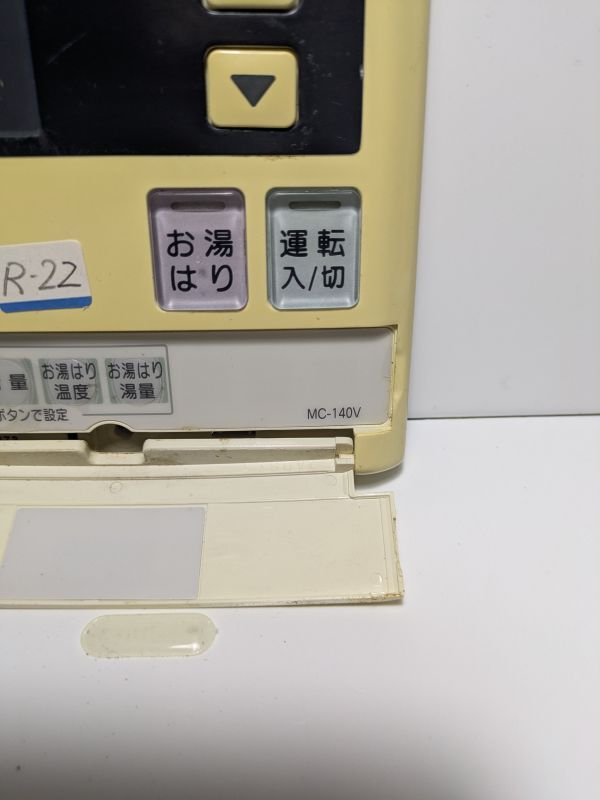 お湯
はり
運転
入/切
R-22
量
お湯はり
温度
お湯はり
湯量
ボタンで設定
MC-140V